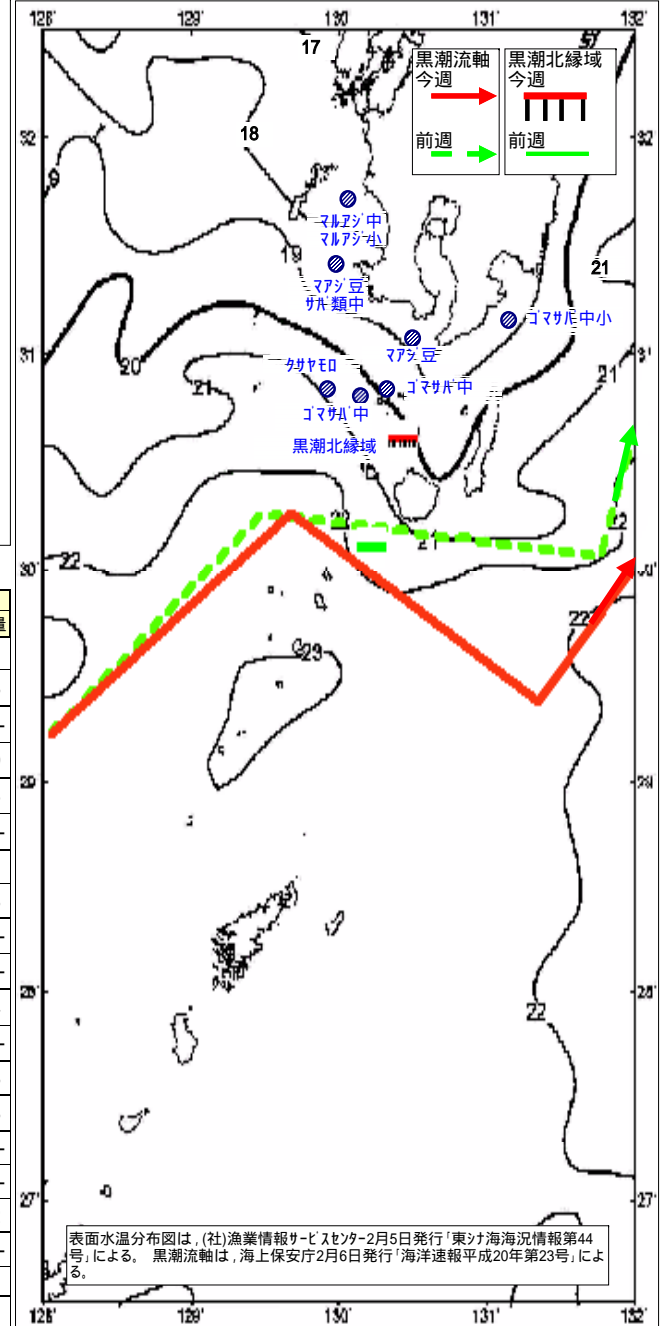 128' 129' 130' 131' 132'
17
黒潮流軸
今週
前週
黒潮北縁域
今週
前週
32
18
9
マルアジ中
マルアジ小
19
マアジ豆
サバ類中
21
ゴマサバ中小
31
20
マアジ豆
21
クサヤモロ
21
ゴマサバ中
ゴマサバ中
黒潮北縁域
22
21
22
22
30
22
23
29
28
22
27'
表面水温分布図は,(社)漁業情報サービスセンター2月5日発行「東シナ海海況情報第44
号」による。 黒潮流軸は,海上保安庁2月6日発行「海洋速報平成20年第23号」によ
る。
128' 129' 130' 131' 132'